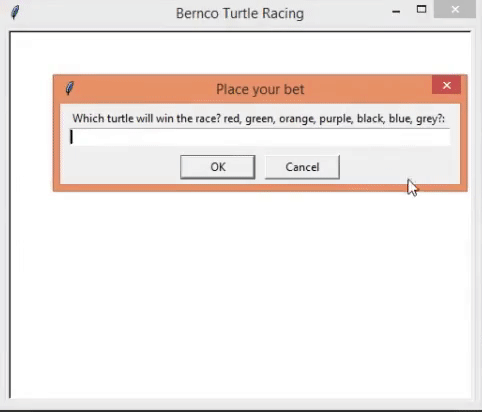 Bernco Turtle Racing
Place your bet
Which turtle will win the race? red, green, orange, purple, black, blue, grey?:
OK
Cancel